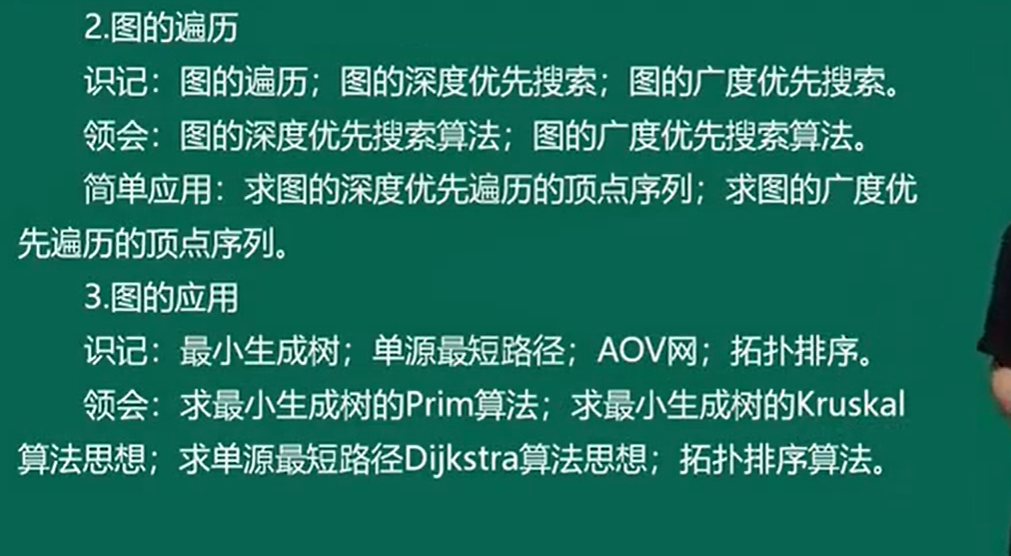 2.图的遍历
识记：图的遍历；图的深度优先搜索；图的广度优先搜索。
领会：图的深度优先搜索算法；图的广度优先搜索算法。
简单应用：求图的深度优先遍历的顶点序列；求图的广度优
先遍历的顶点序列。
3.图的应用
识记：最小生成树；单源最短路径；AOV网；拓扑排序。
领会：求最小生成树的Prim算法；求最小生成树的Kruskal
算法思想；求单源最短路径Dijkstra算法思想；拓扑排序算法。